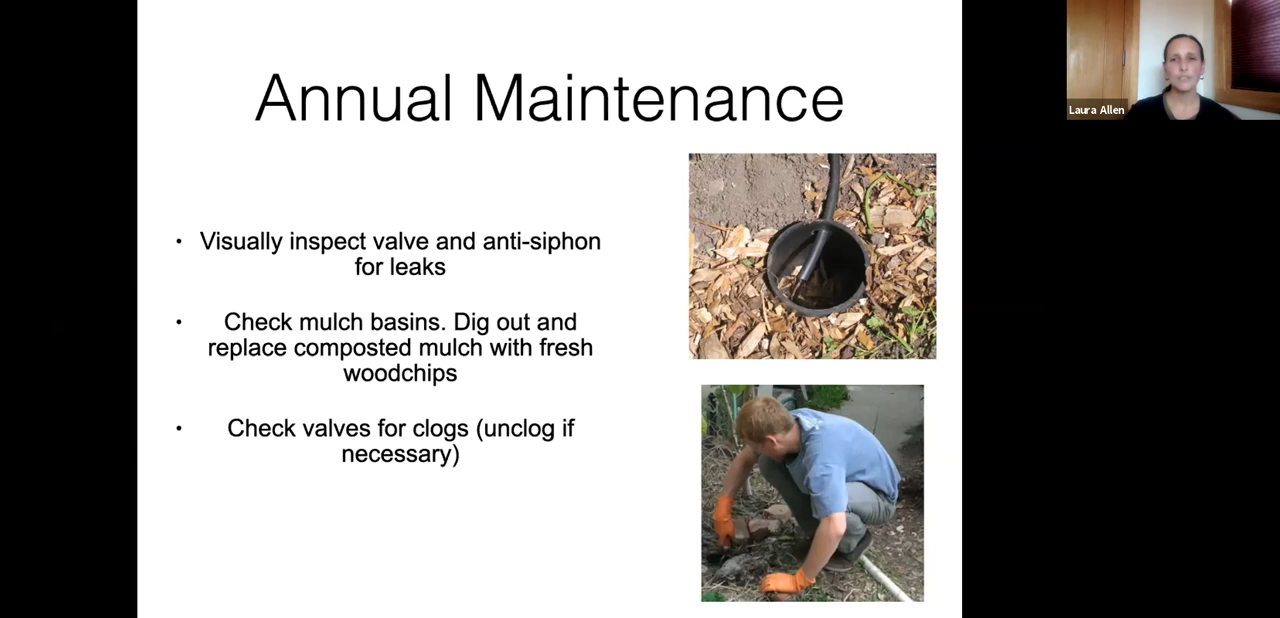 Annual Maintenance
Laura Allen
• Visually inspect valve and anti-siphon
for leaks
• Check mulch basins. Dig out and
replace composted mulch with fresh
woodchips
• Check valves for clogs (unclog if
necessary)